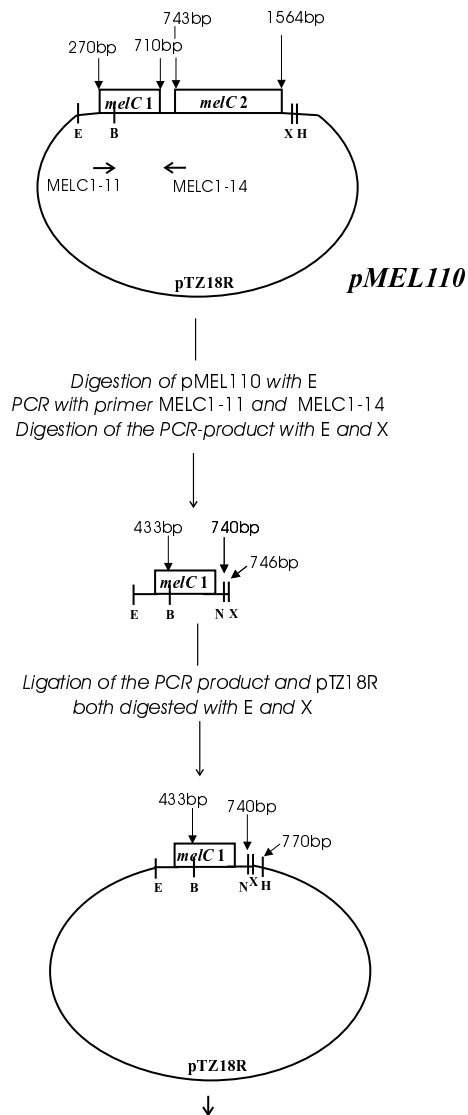 743bp
270bp 710bp 1564bp
melC 1 melC 2
E B X H
MELC1-11 MELC1-14
pTZ18R
pMEL110
Digestion of pMEL110 with E
PCR with primer MELC1-11 and MELC1-14
Digestion of the PCR-product with E and X
433bp 740bp
746bp
melC 1
E B N X
Ligation of the PCR product and pTZ18R
both digested with E and X
433bp 740bp
770bp
melC 1
E B N X H
pTZ18R